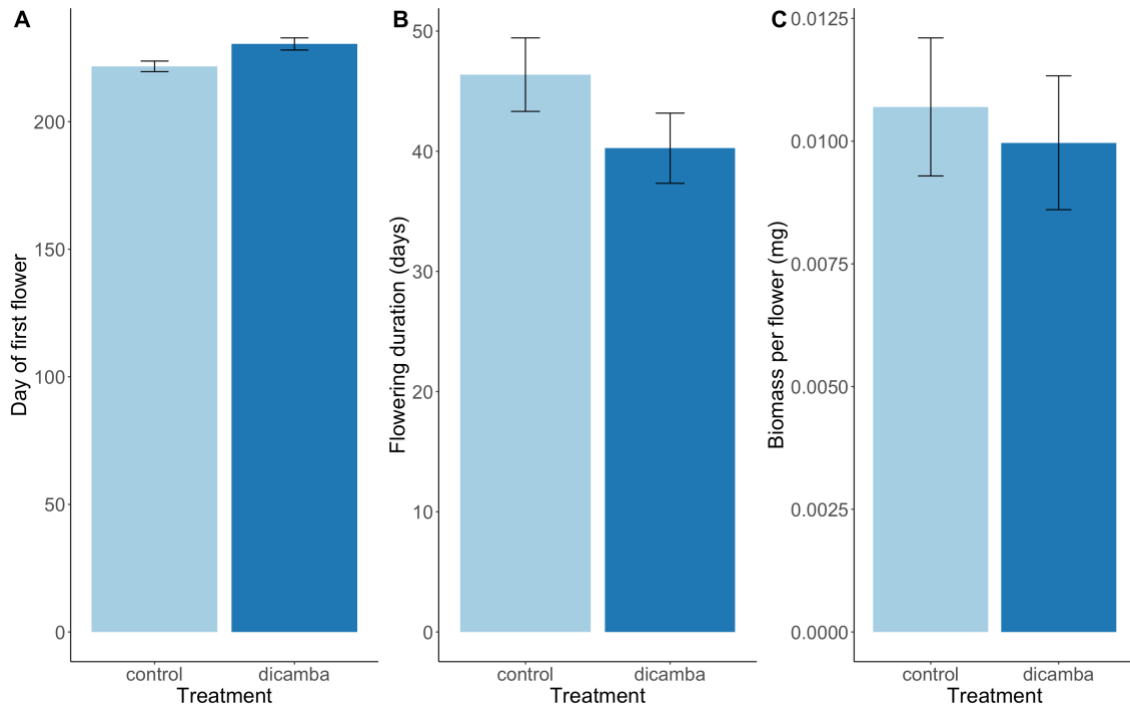 A
Day of first flower
200
150
100
50
0
control dicamba
Treatment
B
Flowering duration (days)
50
40
30
20
10
0
control dicamba
Treatment
C
Biomass per flower (mg)
0.0125
0.0100
0.0075
0.0050
0.0025
0.0000
control dicamba
Treatment